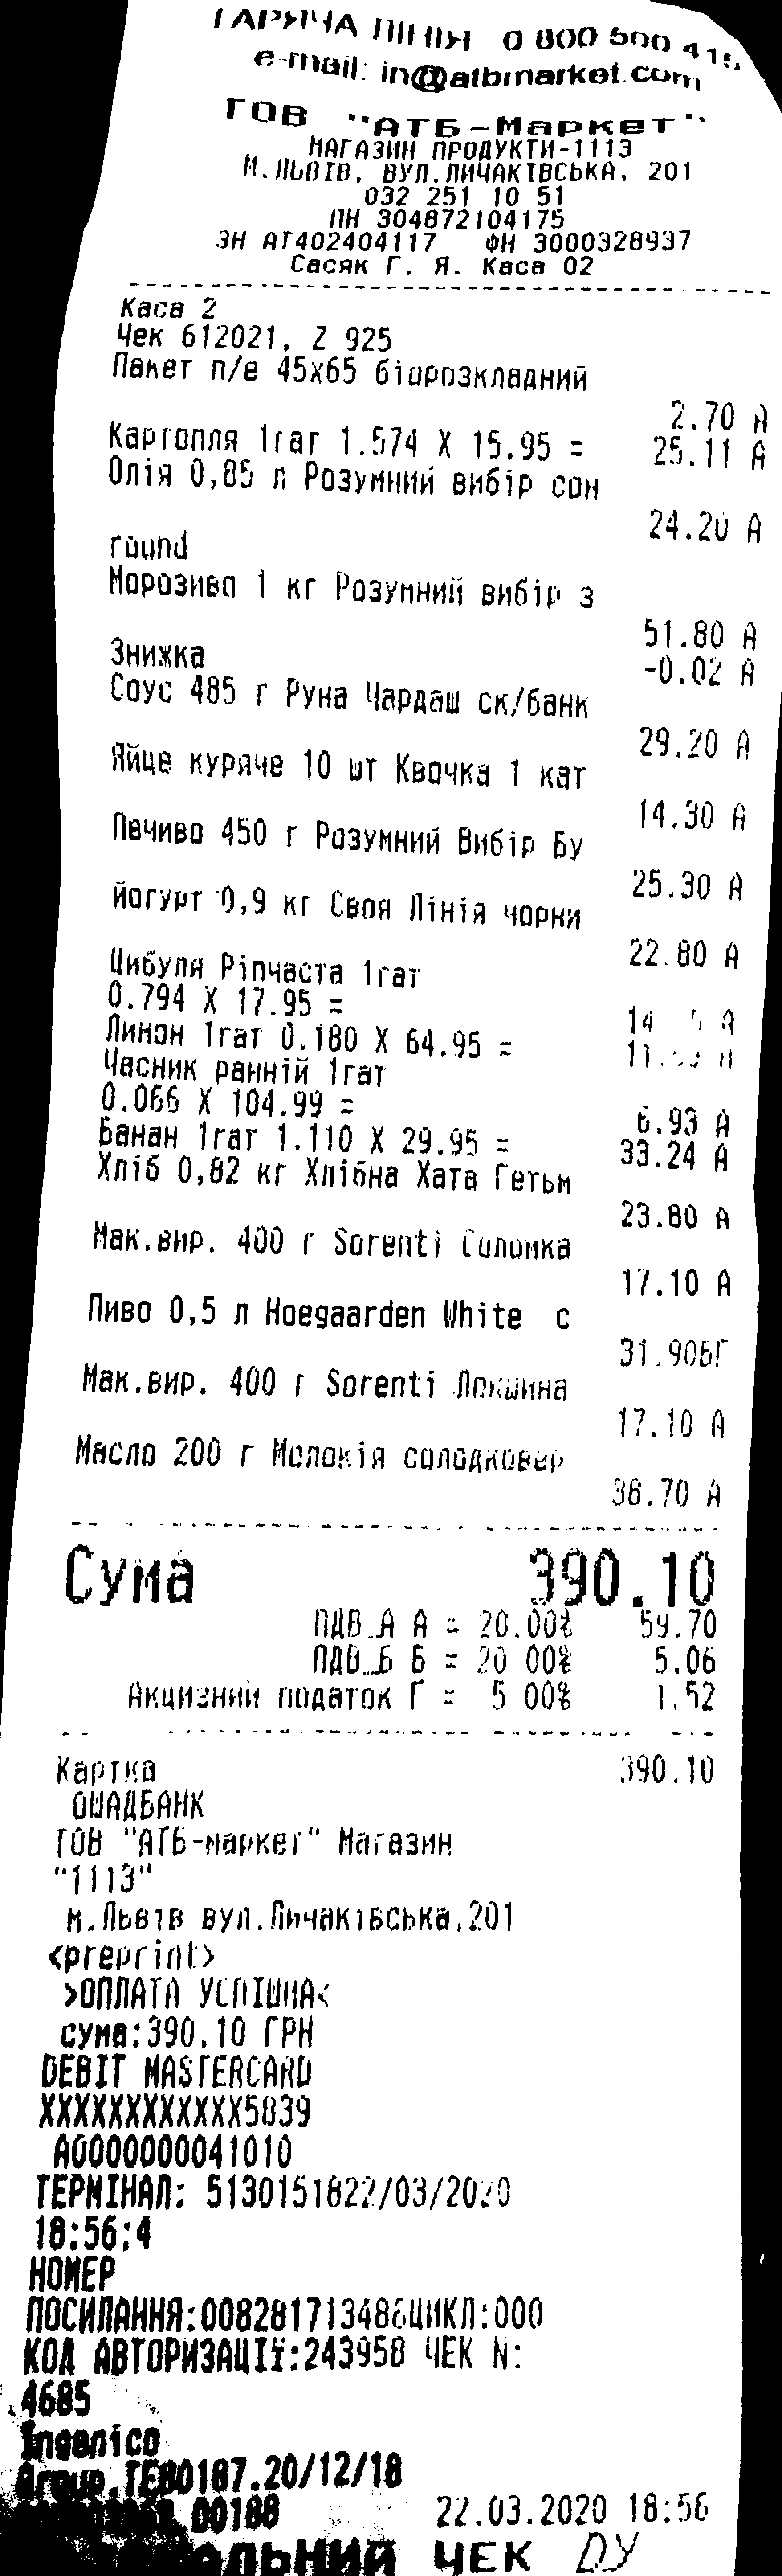 ГАРЯЧА ЛІНІЯ 0 800 500 415
e-mail: in@atbmarket.com
ТОВ "АТБ-Маркет"
МАГАЗИН ПРОДУКТИ-1113
М.ЛЬВІВ, ВУЛ.ЛИЧАКІВСЬКА, 201
032 251 10 51
ПН 304872104175
ЗН АТ402404117 ФН 3000328937
Сасяк Г. Я. Каса 02
Каса 2
Чек 612021, Z 925
Пакет п/е 45х65 біорозкладний
2.70 А
Картопля 1гат 1.574 X 15.95 = 25.11 А
Олія 0,85 л Розумний вибір сон
24.20 А
round
Морозиво 1 кг Розумний вибір з
51.80 А
Знижка -0.02 А
Соус 485 г Руна Чардаш ск/банк
29.20 А
Яйце куряче 10 шт Квочка 1 кат
14.30 А
Печиво 450 г Розумний Вибір Бу
25.30 А
йогурт 0,9 кг Своя Лінія чорни
22.80 А
Цибуля Ріпчаста 1гат
0.794 X 17.95 =
Лимон 1гат 0.180 X 64.95 =
Часник ранній 1гат
0.066 X 104.99 = 6.93 А
Банан 1гат 1.110 X 29.95 = 33.24 А
Хліб 0,82 кг Хлібна Хата Гетьм
23.80 А
Мак.вир. 400 г Sorenti Соломка
17.10 А
Пиво 0,5 л Hoegaarden White с
31.90БГ
Мак.вир. 400 г Sorenti Локшина
17.10 А
Масло 200 г Молокія солодковер
38.70 А
Сума 390.10
ПДВ_А А = 20.00% 59.70
ПДВ_Б Б = 20 00% 5.06
Акцизний податок Г = 5 00% 1.52
Картка 390.10
ОЩАДБАНК
ТОВ "АТБ-маркет" Магазин
"1113"
м.Львів вул.Личаківська,201
<preprint>
>ОПЛАТА УСПІШНА<
сума:390.10 ГРН
DEBIT MASTERCARD
XXXXXXXXXXXX5839
A0000000041010
ТЕРМІНАЛ: S130151822/03/2020
18:56:4
НОМЕР
ПОСИЛАННЯ:008281713486ЦИКЛ:000
КОД АВТОРИЗАЦІЇ:243958 ЧЕК N:
4685
Ingenico
Group.TE80187.20/12/18
00188 22.03.2020 18:56
ЧЕК